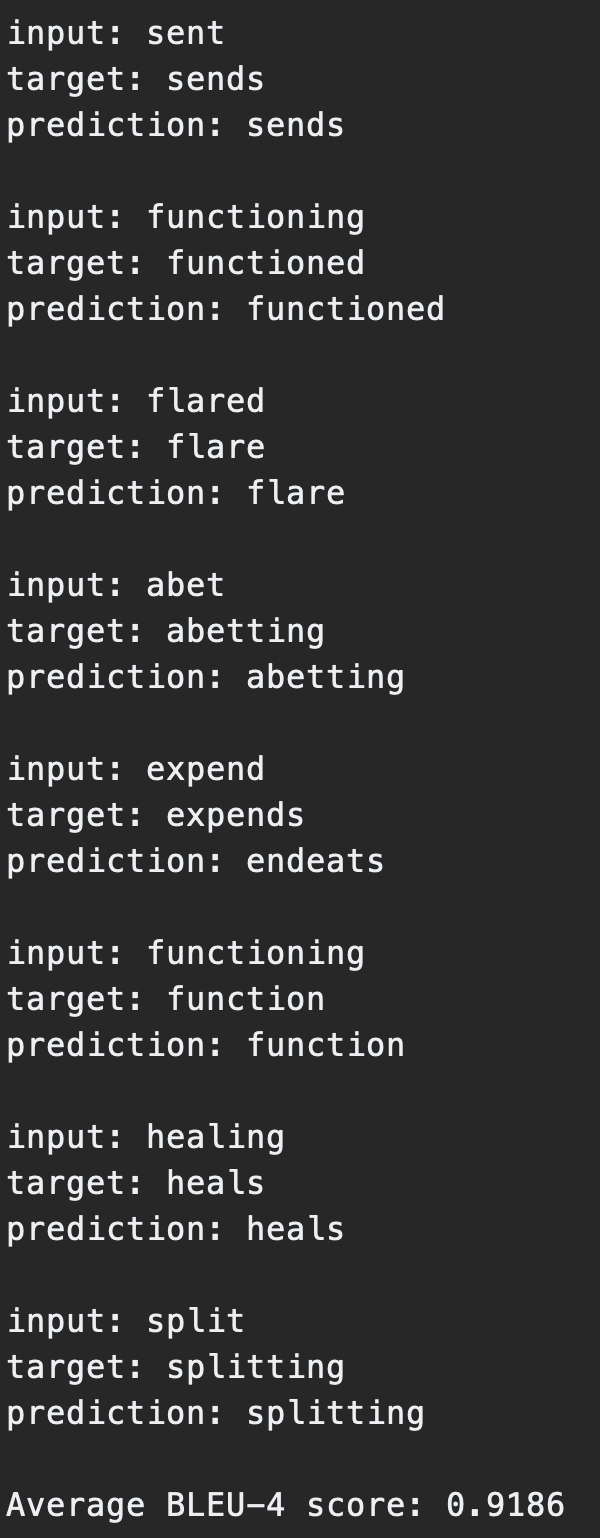 input: sent
target: sends
prediction: sends
input: functioning
target: functioned
prediction: functioned
input: flared
target: flare
prediction: flare
input: abet
target: abetting
prediction: abetting
input: expend
target: expends
prediction: endeats
input: functioning
target: function
prediction: function
input: healing
target: heals
prediction: heals
input: split
target: splitting
prediction: splitting
Average BLEU-4 score: 0.9186